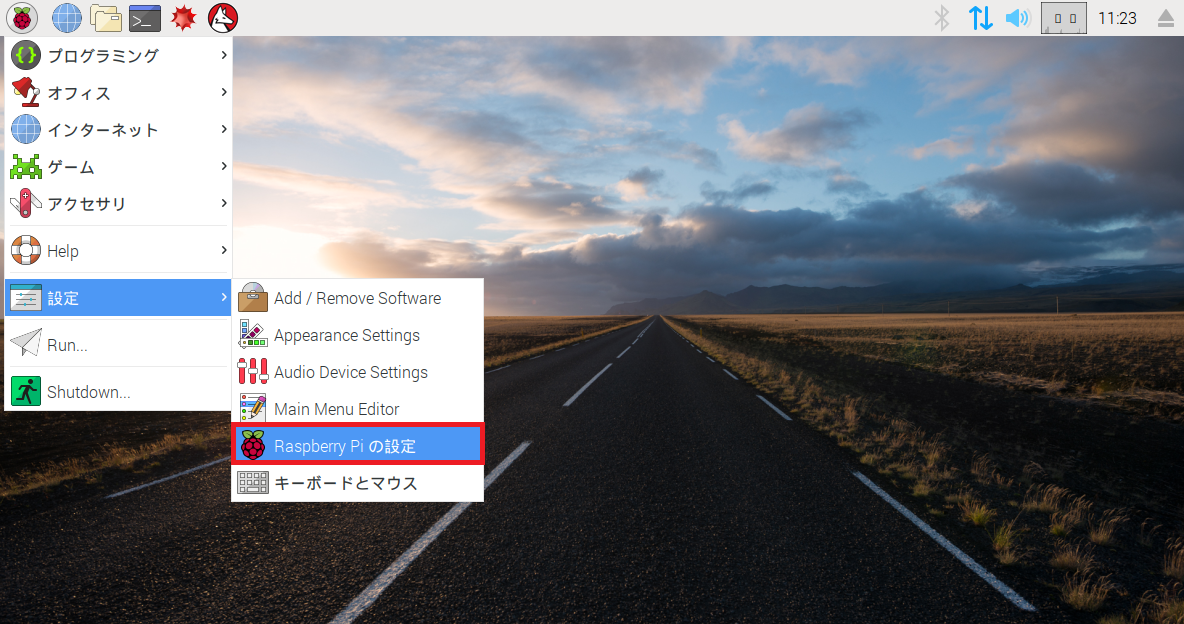 11:23
プログラミング
オフィス
インターネット
ゲーム
アクセサリ
Help
設定
Run...
Shutdown...
Add / Remove Software
Appearance Settings
Audio Device Settings
Main Menu Editor
Raspberry Pi の設定
キーボードとマウス